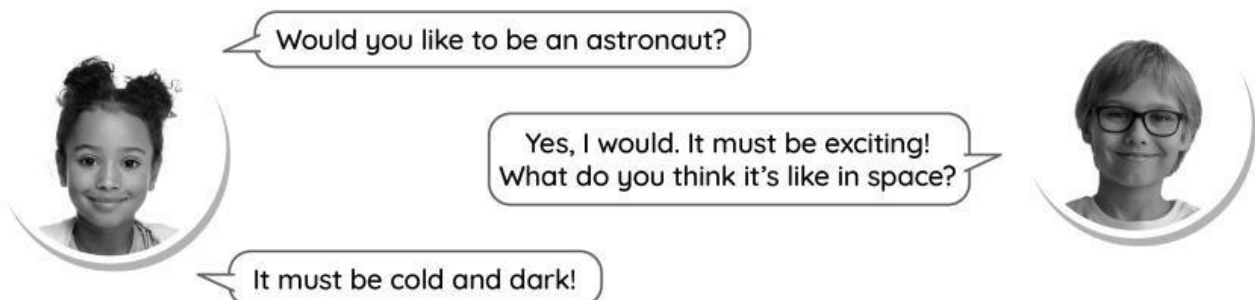 Would you like to be an astronaut?
Yes, I would. It must be exciting!
What do you think it's like in space?
It must be cold and dark!